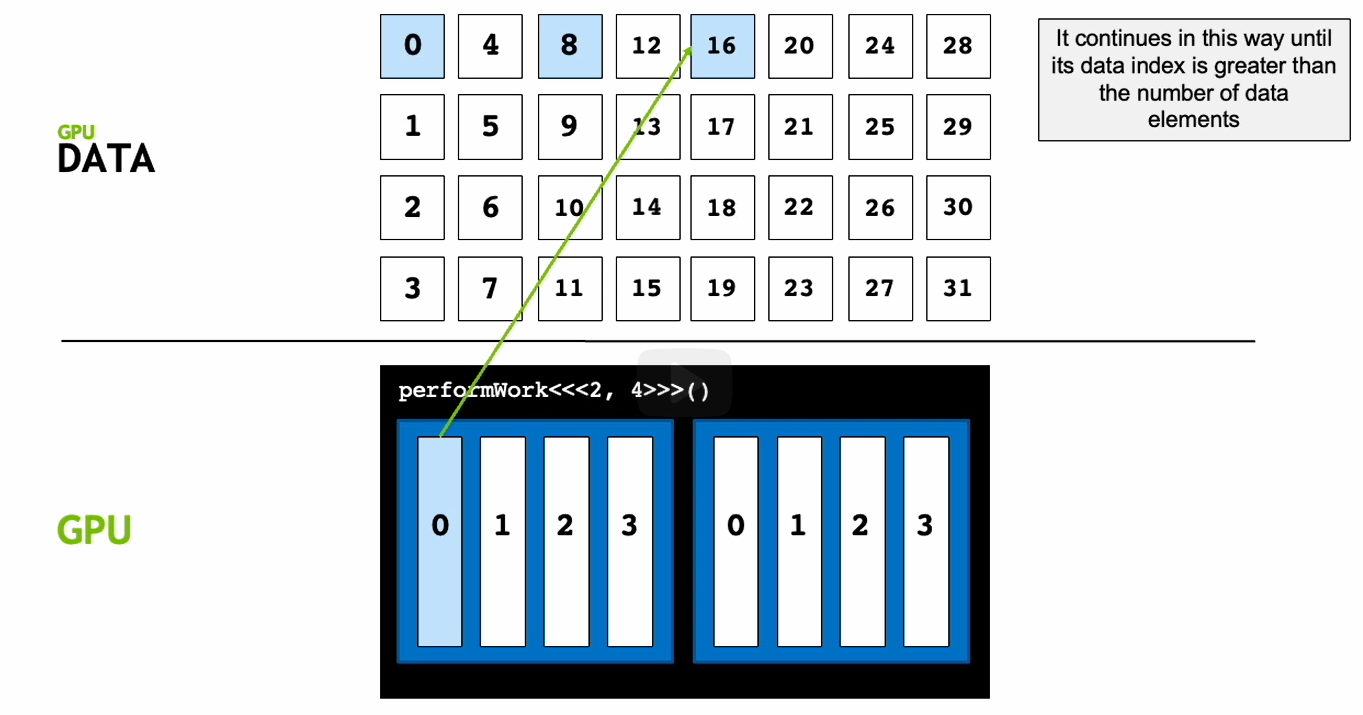 0 4 8 12 16 20 24 28
It continues in this way until
its data index is greater than
the number of data
elements
1 5 9 13 17 21 25 29
GPU
DATA
2 6 10 14 18 22 26 30
3 7 11 15 19 23 27 31
performWork<<<2, 4>>>()
GPU
0 1 2 3 0 1 2 3